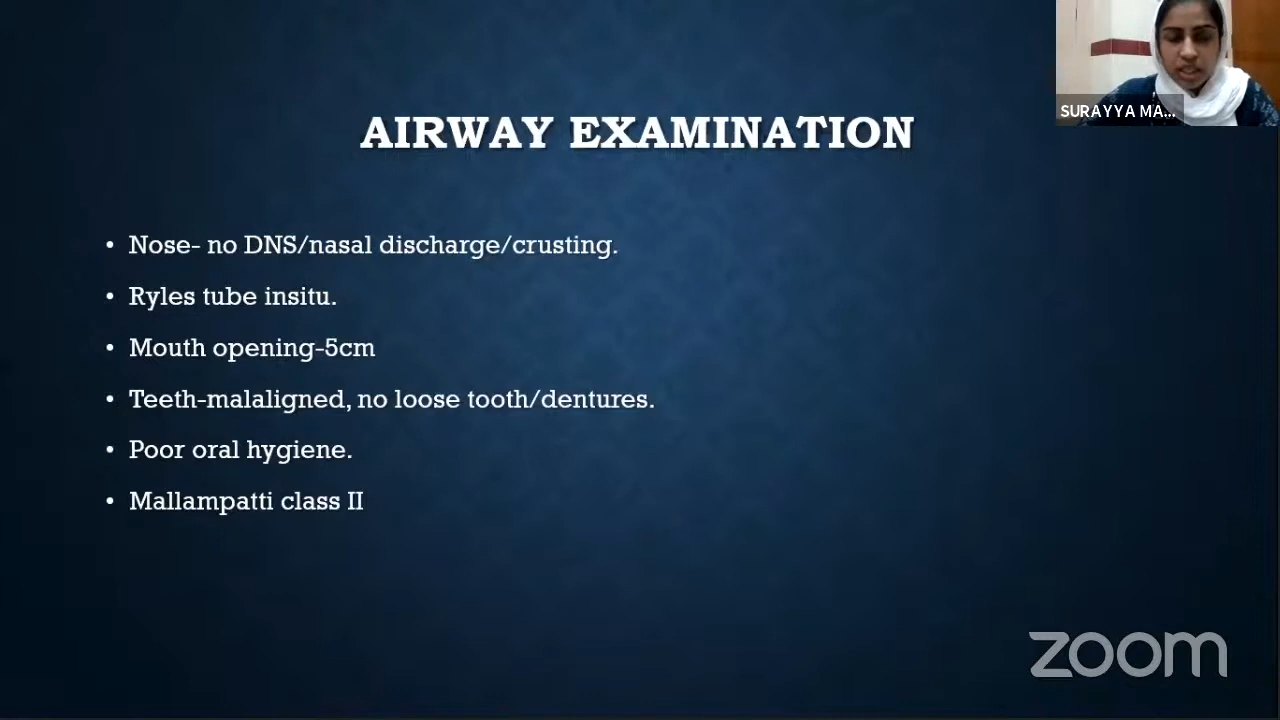 SURAYYA MA...
AIRWAY EXAMINATION
• Nose- no DNS/nasal discharge/crusting.
• Ryles tube insitu.
• Mouth opening-5cm
• Teeth-malaligned, no loose tooth/dentures.
• Poor oral hygiene.
• Mallampatti class II
zoom